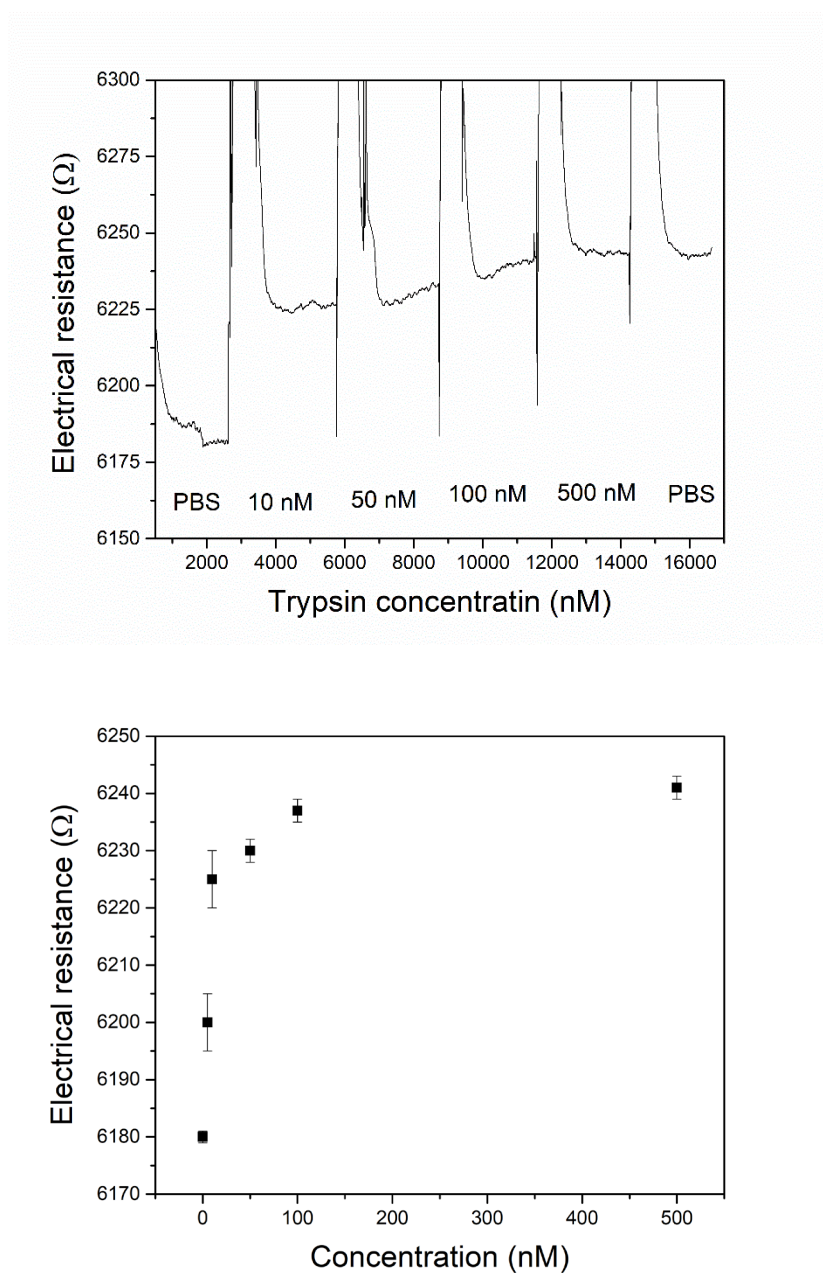 6300
6275
6250
6225
6200
6175
6150
Electrical resistance (Ω)
PBS 10 nM 50 nM 100 nM 500 nM PBS
2000 4000 6000 8000 10000 12000 14000 16000
Trypsin concentratin (nM)
6250
6240
6230
6220
6210
6200
6190
6180
6170
Electrical resistance (Ω)
0 100 200 300 400 500
Concentration (nM)